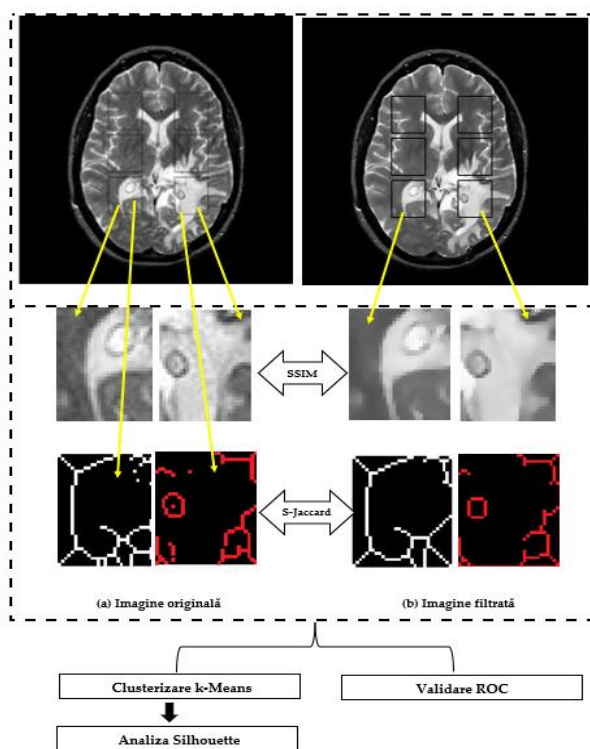 SSIM
S-Jaccard
(a) Imagine originală
(b) Imagine filtrată
Clusterizare k-Means
Validare ROC
Analiza Silhouette